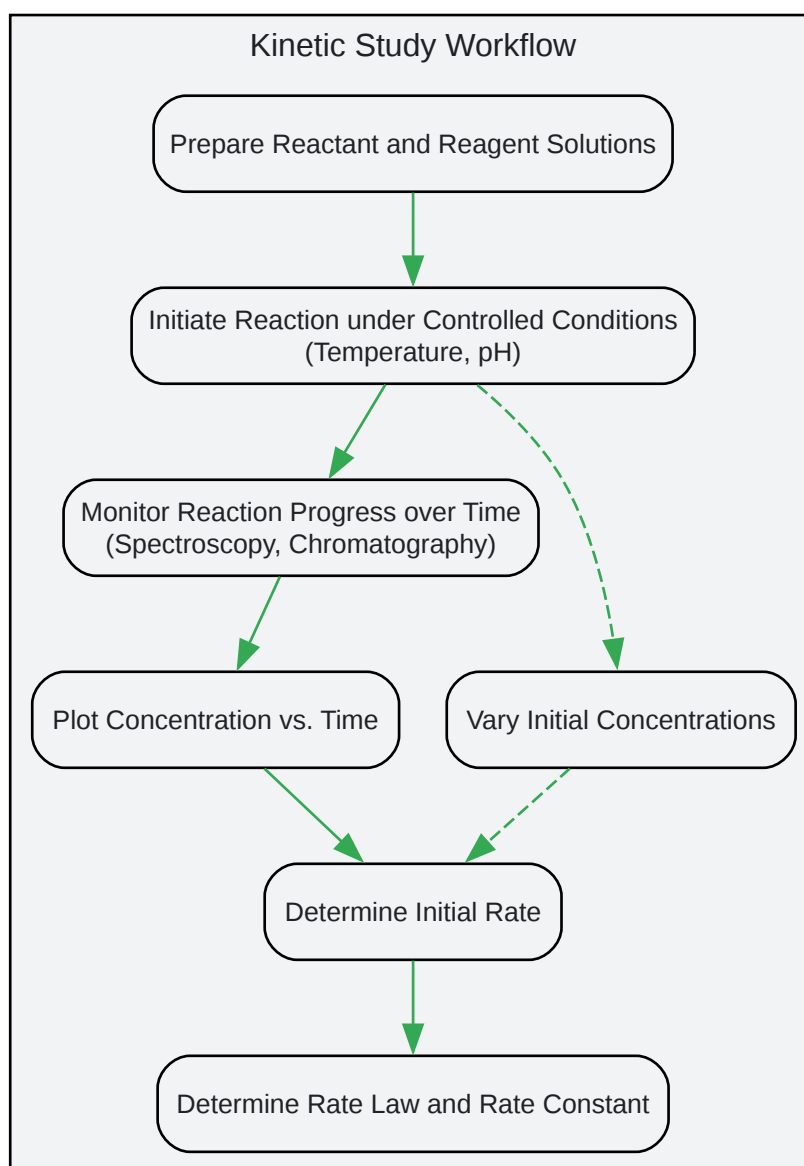 Kinetic Study Workflow
Prepare Reactant and Reagent Solutions
Initiate Reaction under Controlled Conditions
(Temperature, pH)
Monitor Reaction Progress over Time
(Spectroscopy, Chromatography)
Plot Concentration vs. Time
Vary Initial Concentrations
Determine Initial Rate
Determine Rate Law and Rate Constant